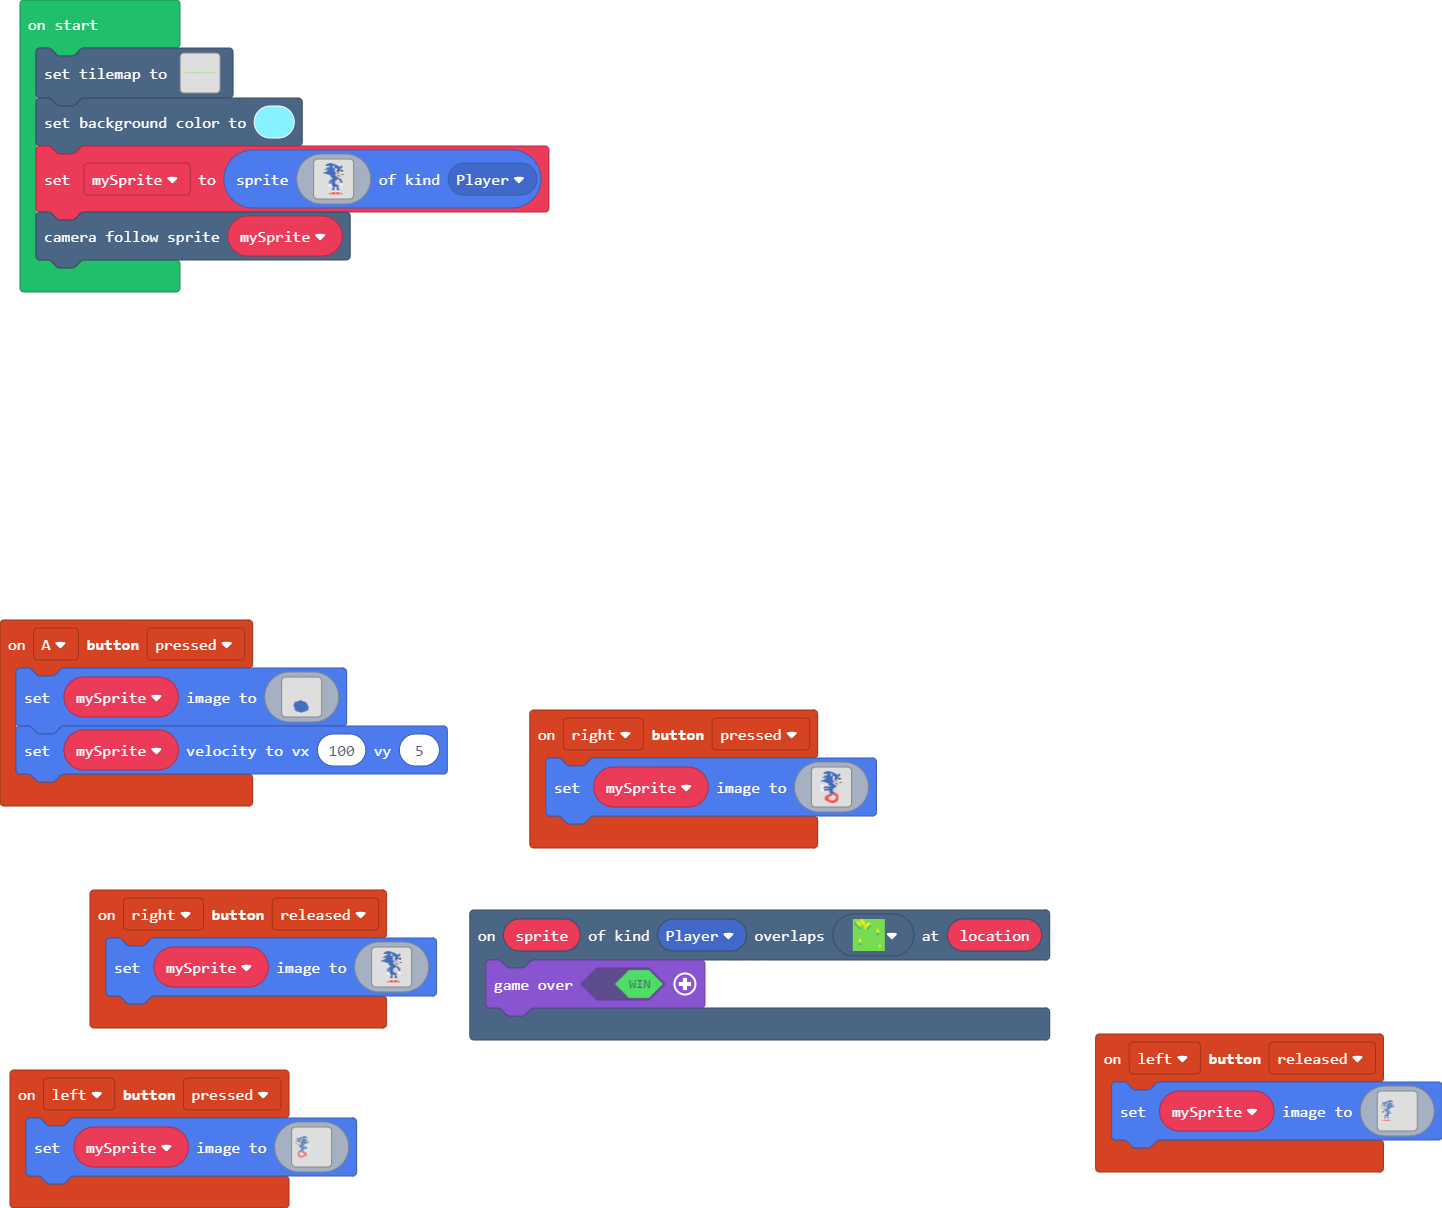 on start
set tilemap to
set background color to
set mySprite to sprite of kind Player
camera follow sprite mySprite
on A button pressed
set mySprite image to
set mySprite velocity to vx 100 vy 5
on right button pressed
set mySprite image to
on right button released
set mySprite image to
on sprite of kind Player overlaps at location
game over WIN
on left button released
set mySprite image to
on left button pressed
set mySprite image to